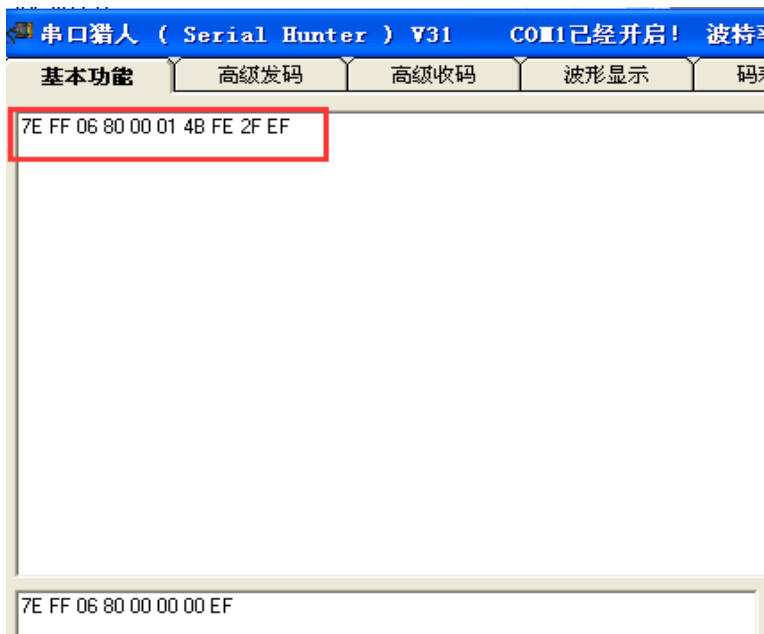 串口猎人 ( Serial Hunter ) V31 COM1已经开启! 波特率
基本功能 高级发码 高级收码 波形显示 码
7E FF 06 80 00 01 4B FE 2F EF
7E FF 06 80 00 00 00 EF